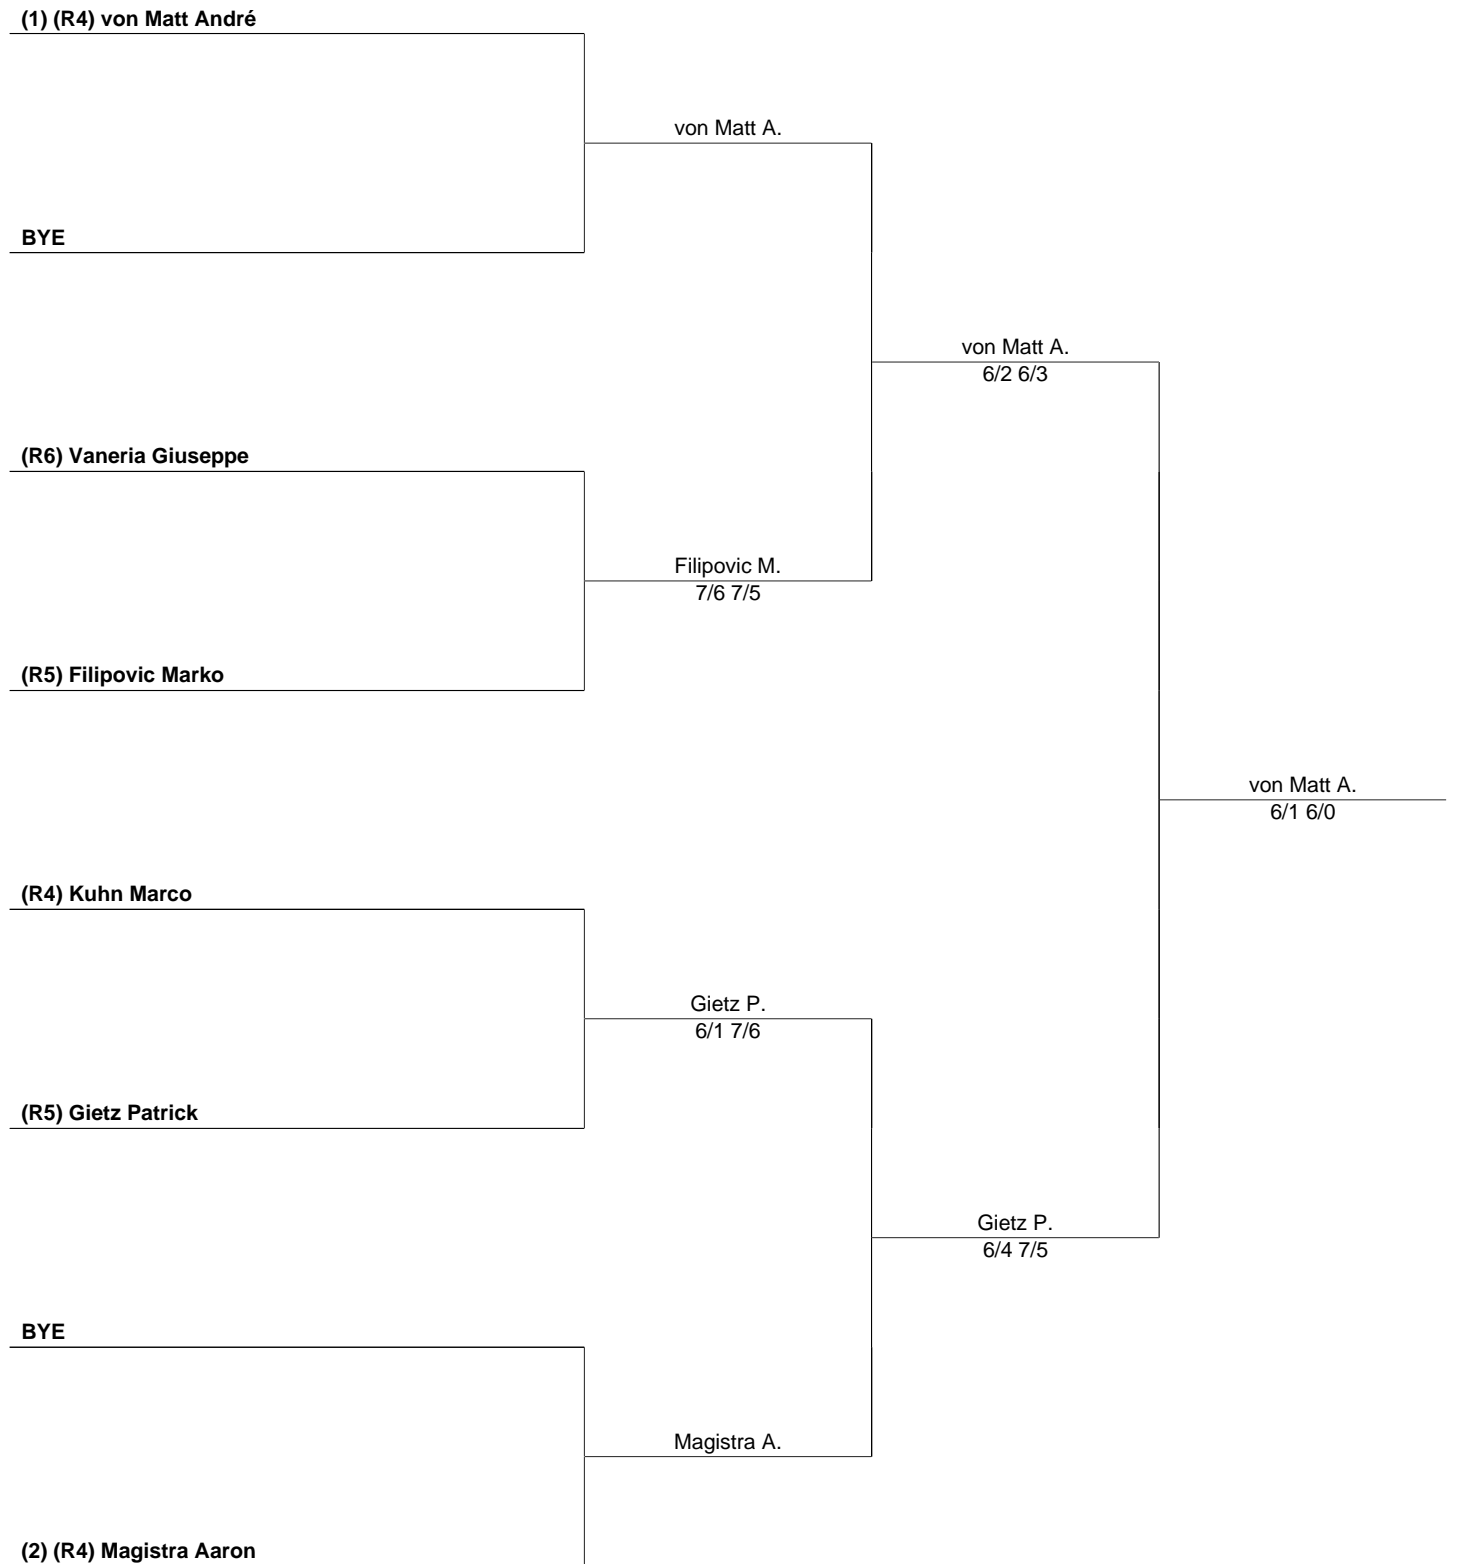 (1) (R4) von Matt André
von Matt A.
BYE
von Matt A.
6/2 6/3
(R6) Vaneria Giuseppe
Filipovic M.
7/6 7/5
(R5) Filipovic Marko
von Matt A.
6/1 6/0
(R4) Kuhn Marco
Gietz P.
6/1 7/6
(R5) Gietz Patrick
Gietz P.
6/4 7/5
BYE
Magistra A.
(2) (R4) Magistra Aaron